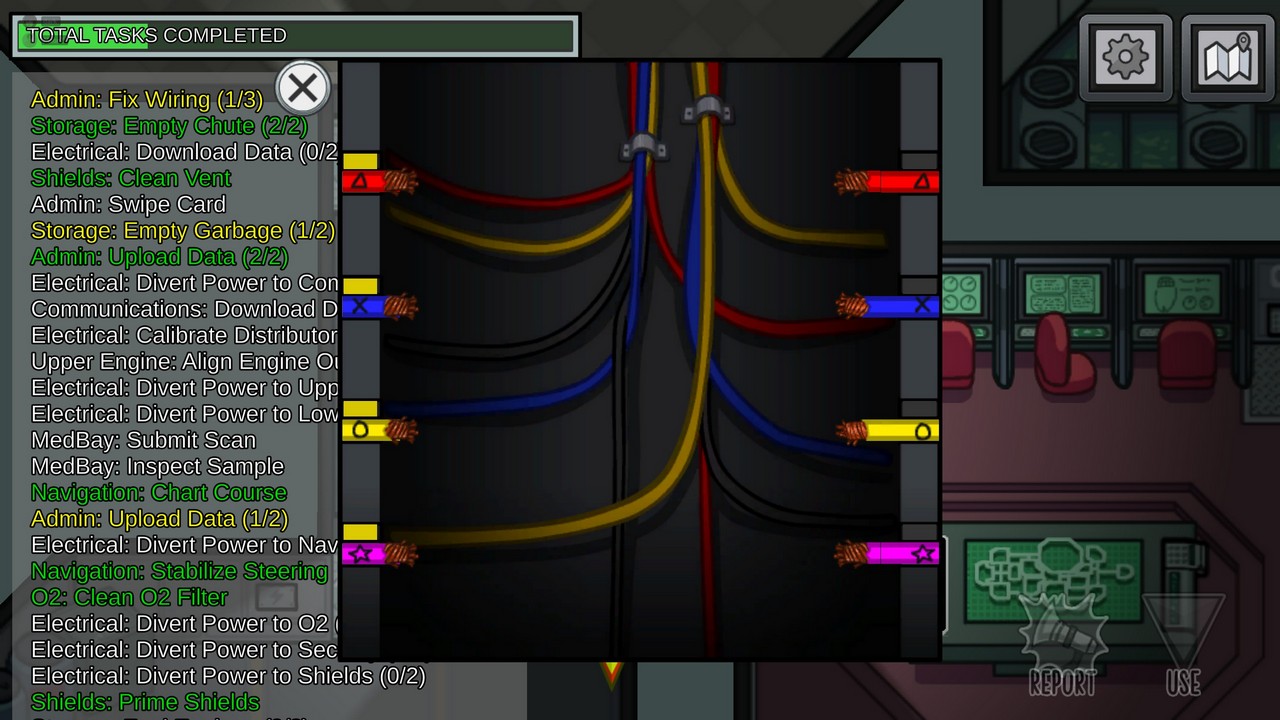 TOTAL TASKS COMPLETED
Admin: Fix Wiring (1/3)
Storage: Empty Chute (2/2)
Electrical: Download Data (0/2
Shields: Clean Vent
Admin: Swipe Card
Storage: Empty Garbage (1/2)
Admin: Upload Data (2/2)
Electrical: Divert Power to Con
Communications: Download D
Electrical: Calibrate Distributor
Upper Engine: Align Engine Ou
Electrical: Divert Power to Upp
Electrical: Divert Power to Low
MedBay: Submit Scan
MedBay: Inspect Sample
Navigation: Chart Course
Admin: Upload Data (1/2)
Electrical: Divert Power to Nav
Navigation: Stabilize Steering
O2: Clean O2 Filter
Electrical: Divert Power to O2 (
Electrical: Divert Power to Sec
Electrical: Divert Power to Shields (0/2)
Shields: Prime Shields
REPORT
USE